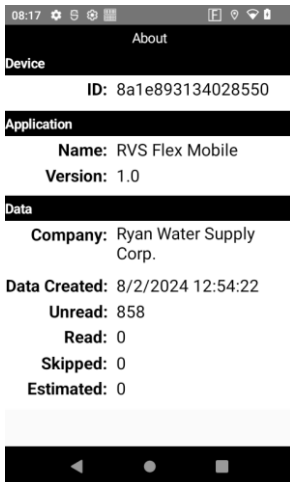 08:17
About
Device
ID: 8a1e893134028550
Application
Name: RVS Flex Mobile
Version: 1.0
Data
Company: Ryan Water Supply
Corp.
Data Created: 8/2/2024 12:54:22
Unread: 858
Read: 0
Skipped: 0
Estimated: 0